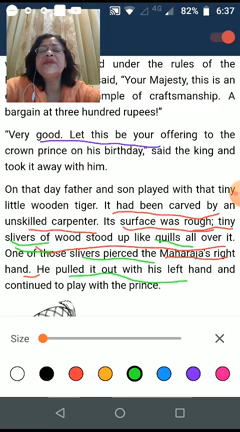 4G 82% 6:37
under the rules of the
said, "Your Majesty, this is an
of craftsmanship. A
bargain at three hundred rupees!"
"Very good. Let this be your offering to the
crown prince on his birthday," said the king and
took it away with him.
On that day father and son played with that tiny
little wooden tiger. It had been carved by an
unskilled carpenter. Its surface was rough; tiny
slivers of wood stood up like quills all over it.
One of those slivers pierced the Maharaja's right
hand. He pulled it out with his left hand and
continued to play with the prince.
Size